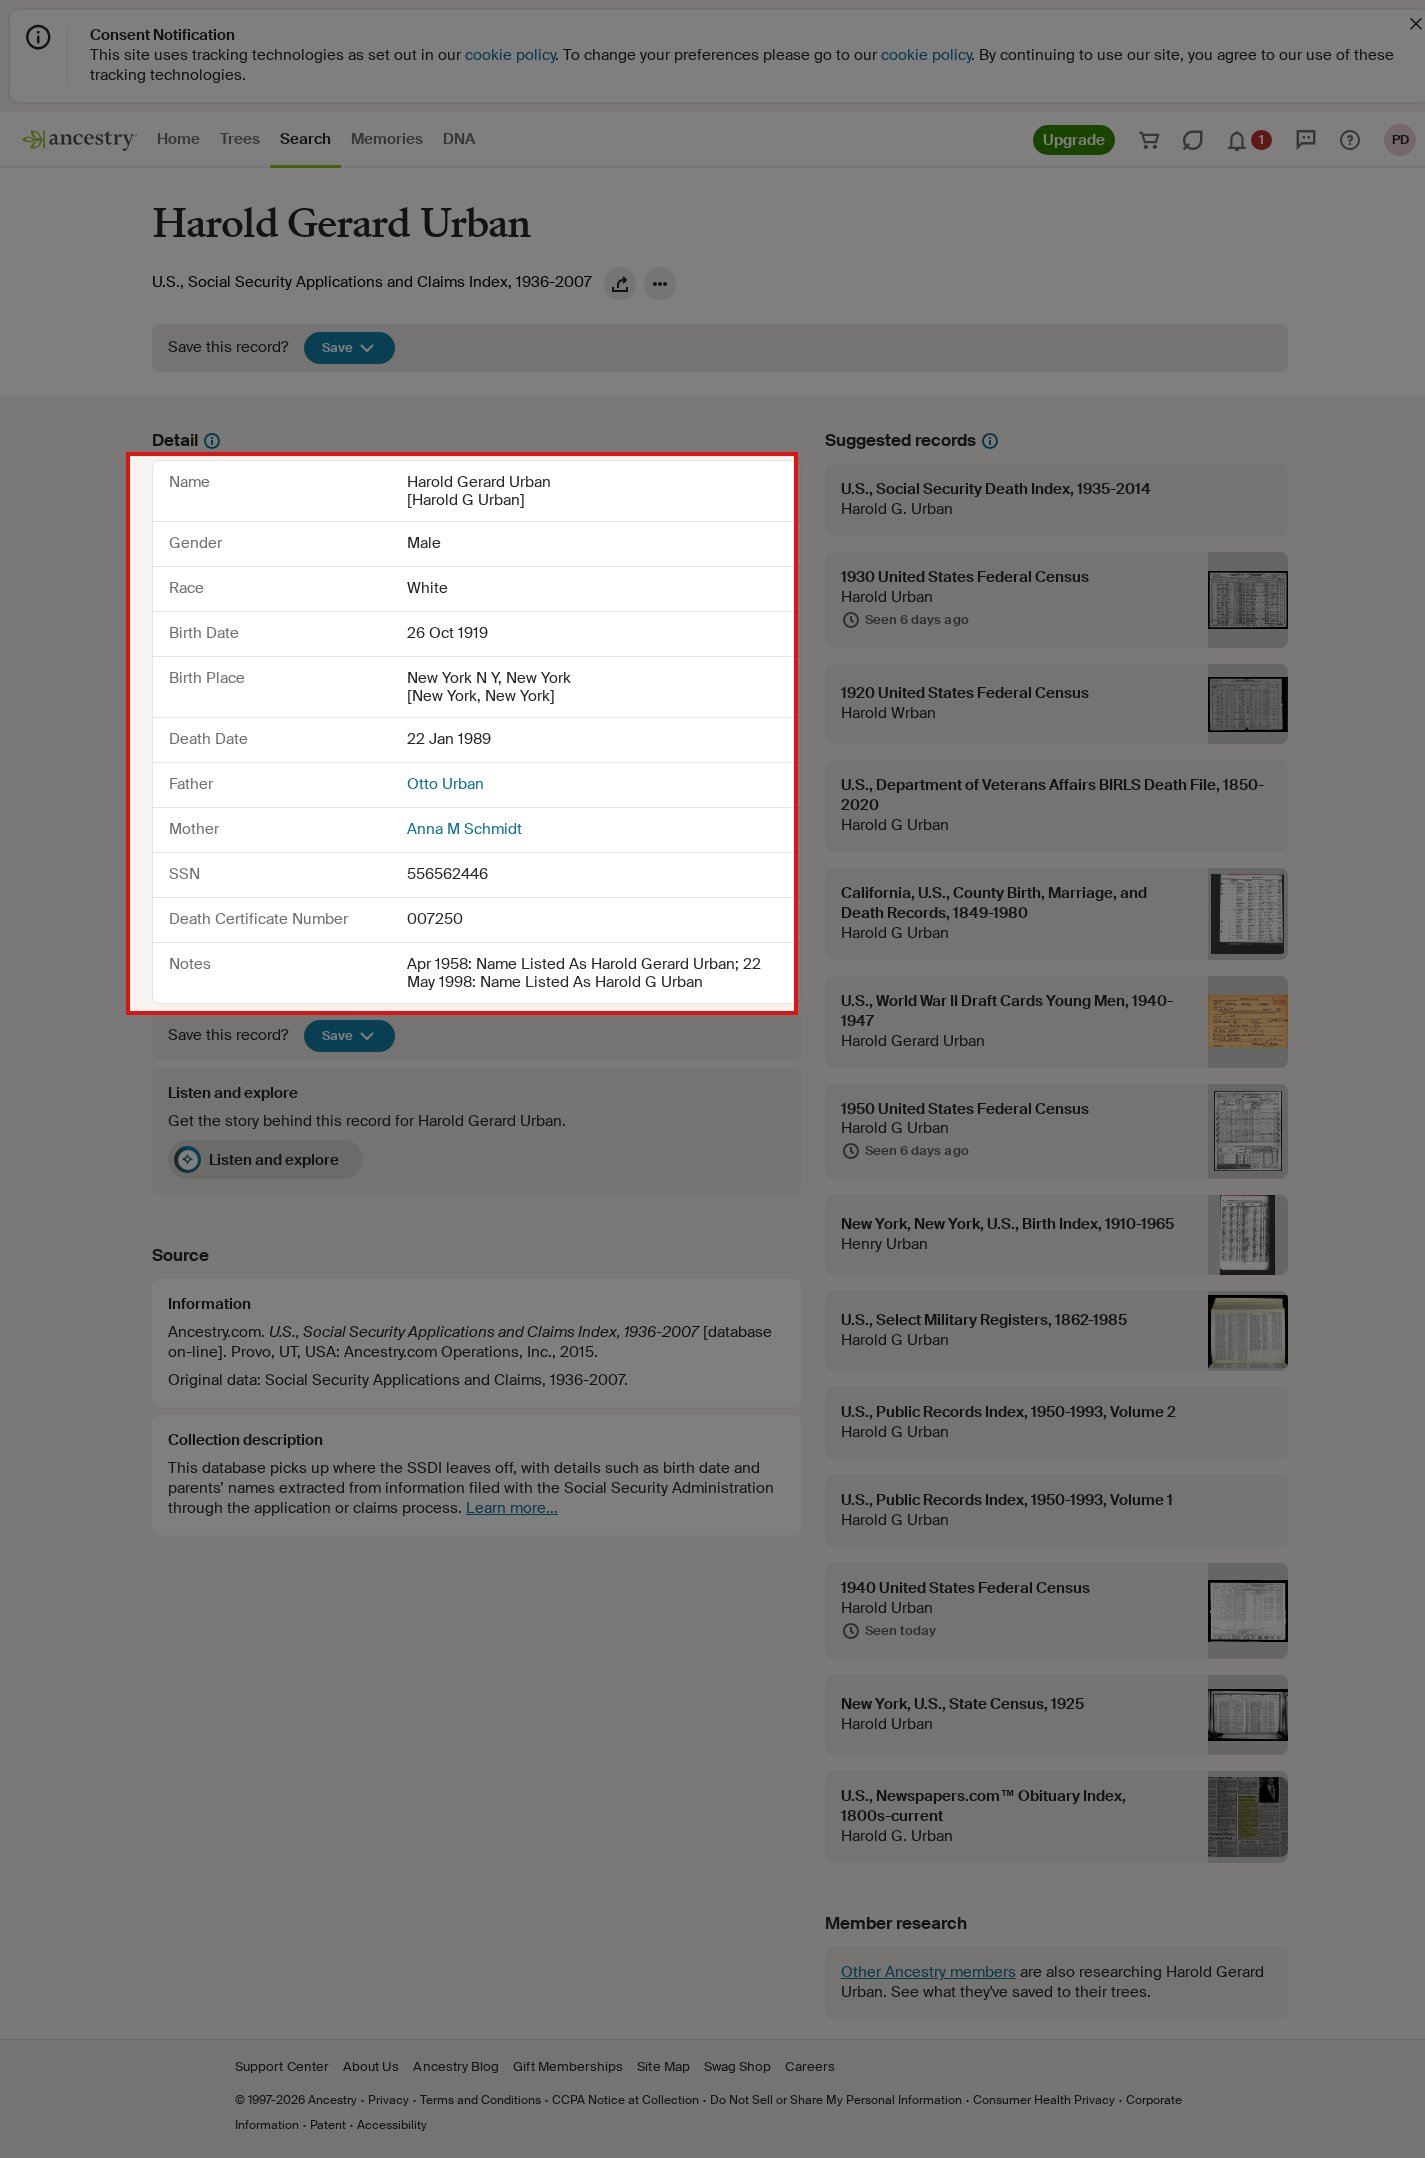 Consent Notification
This site uses tracking technologies as set out in our cookie policy. To change your preferences please go to our cookie policy. By continuing to use our site, you agree to our use of these
tracking technologies.
ancestry Home Trees Search Memories DNA Upgrade 1 PD
Harold Gerard Urban
U.S., Social Security Applications and Claims Index, 1936-2007
Save this record? Save
Detail
Name Harold Gerard Urban
[Harold G Urban]
Gender Male
Race White
Birth Date 26 Oct 1919
Birth Place New York N Y, New York
[New York, New York]
Death Date 22 Jan 1989
Father Otto Urban
Mother Anna M Schmidt
SSN 556562446
Death Certificate Number 007250
Notes Apr 1958: Name Listed As Harold Gerard Urban; 22
May 1998: Name Listed As Harold G Urban
Save this record? Save
Listen and explore
Get the story behind this record for Harold Gerard Urban.
Listen and explore
Source
Information
Ancestry.com. U.S., Social Security Applications and Claims Index, 1936-2007 [database
on-line]. Provo, UT, USA: Ancestry.com Operations, Inc., 2015.
Original data: Social Security Applications and Claims, 1936-2007.
Collection description
This database picks up where the SSDI leaves off, with details such as birth date and
parents’ names extracted from information filed with the Social Security Administration
through the application or claims process. Learn more...
Suggested records
U.S., Social Security Death Index, 1935-2014
Harold G. Urban
1930 United States Federal Census
Harold Urban
Seen 6 days ago
1920 United States Federal Census
Harold Wrban
U.S., Department of Veterans Affairs BIRLS Death File, 1850-
2020
Harold G Urban
California, U.S., County Birth, Marriage, and
Death Records, 1849-1980
Harold G Urban
U.S., World War II Draft Cards Young Men, 1940-
1947
Harold Gerard Urban
1950 United States Federal Census
Harold G Urban
Seen 6 days ago
New York, New York, U.S., Birth Index, 1910-1965
Henry Urban
U.S., Select Military Registers, 1862-1985
Harold G Urban
U.S., Public Records Index, 1950-1993, Volume 2
Harold G Urban
U.S., Public Records Index, 1950-1993, Volume 1
Harold G Urban
1940 United States Federal Census
Harold Urban
Seen today
New York, U.S., State Census, 1925
Harold Urban
U.S., Newspapers.com™ Obituary Index,
1800s-current
Harold G. Urban
Member research
Other Ancestry members are also researching Harold Gerard
Urban. See what they've saved to their trees.
Support Center About Us Ancestry Blog Gift Memberships Site Map Swag Shop Careers
© 1997-2026 Ancestry • Privacy • Terms and Conditions • CCPA Notice at Collection • Do Not Sell or Share My Personal Information • Consumer Health Privacy • Corporate
Information • Patent • Accessibility